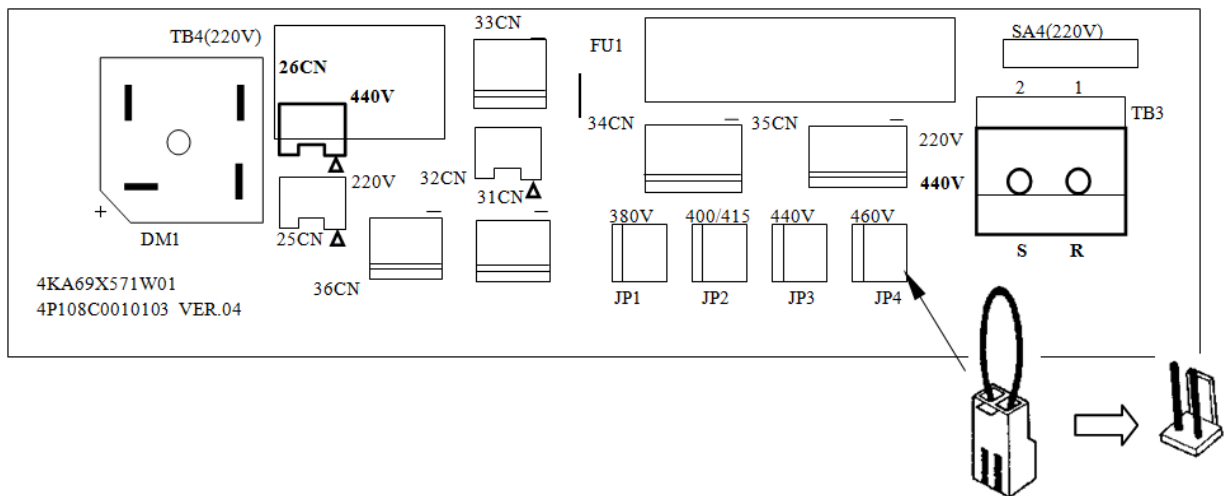 33CN
TB4(220V)
FU1
SA4(220V)
26CN
440V
2 1
TB3
34CN
35CN
220V
220V
32CN
440V
31CN
+
380V 400/415 440V 460V
DM1
25CN
S R
4KA69X571W01
36CN
JP1 JP2 JP3 JP4
4P108C0010103 VER.04